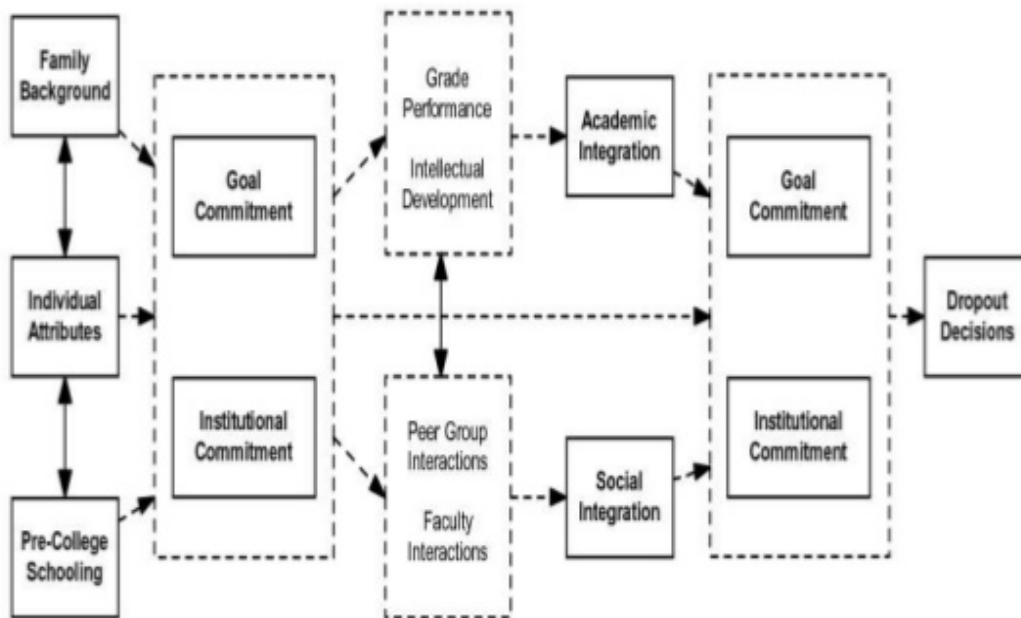 Family
Background
Individual
Attributes
Pre-College
Schooling
Goal
Commitment
Institutional
Commitment
Grade
Performance
Intellectual
Development
Peer Group
Interactions
Faculty
Interactions
Academic
Integration
Social
Integration
Goal
Commitment
Institutional
Commitment
Dropout
Decisions